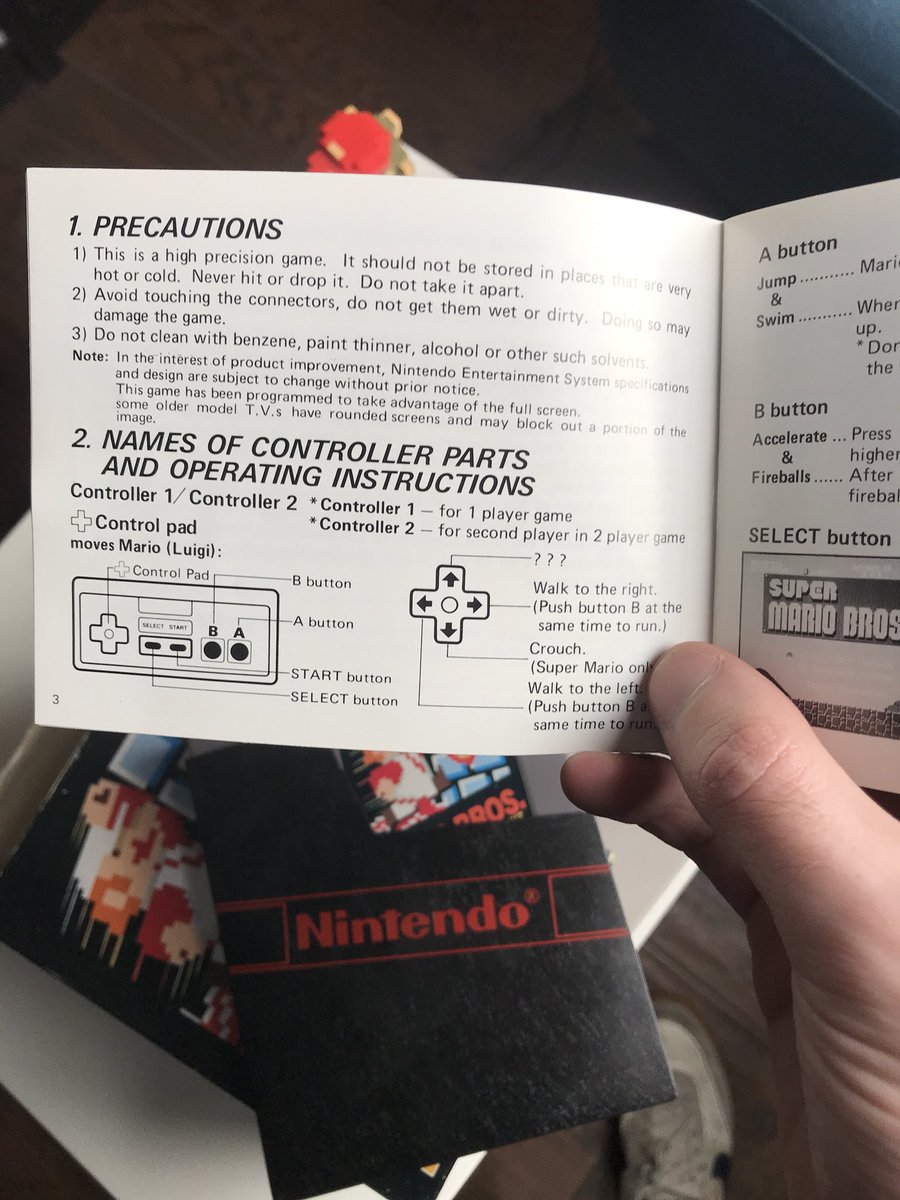 1. PRECAUTIONS
1) This is a high precision game. It should not be stored in places that are very
hot or cold. Never hit or drop it. Do not take it apart.
2) Avoid touching the connectors, do not get them wet or dirty. Doing so may
damage the game.
3) Do not clean with benzene, paint thinner, alcohol or other such solvents.
Note: In the interest of product improvement, Nintendo Entertainment System specifications
and design are subject to change without prior notice.
This game has been programmed to take advantage of the full screen.
some older model T.V.s have rounded screens and may block out a portion of the
image.
2. NAMES OF CONTROLLER PARTS
AND OPERATING INSTRUCTIONS
Controller 1/Controller 2 *Controller 1 – for 1 player game
*Controller 2 – for second player in 2 player game
Control pad
moves Mario (Luigi):
Control Pad
B button
A button
START button
SELECT button
SELECT START
B A
? ? ?
Walk to the right.
(Push button B at the
same time to run.)
Crouch.
(Super Mario only
Walk to the left.
(Push button B
same time to run.
3
A button
Jump ........... Mari
&
Swim ........... When
up.
*Don
the
B button
Accelerate ... Press
& higher
Fireballs ...... After
firebal
SELECT button
SUPER
MARIO BROS
BROS.
Nintendo®